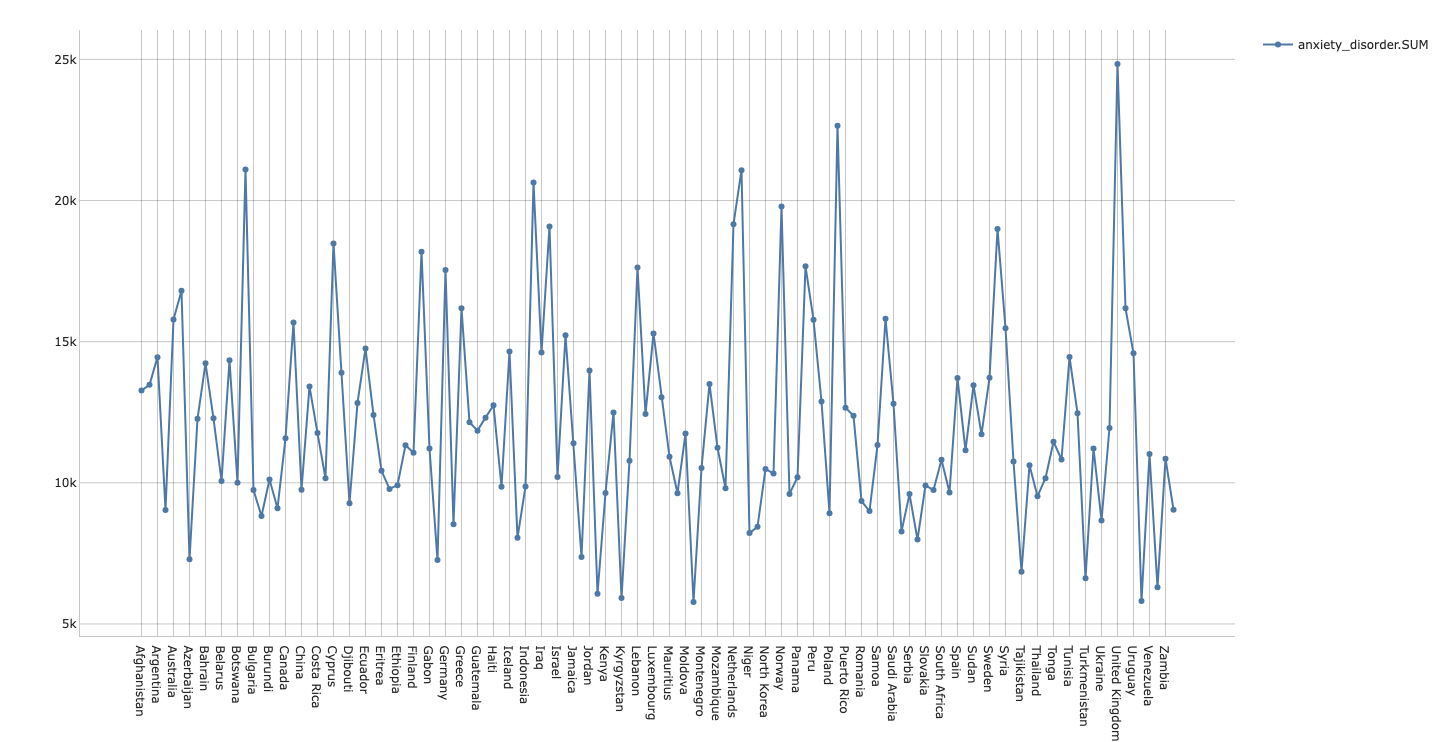 anxiety_disorder.SUM
25k
20k
15k
10k
5k
Afghanistan
Argentina
Australia
Azerbaijan
Bahrain
Belarus
Botswana
Bulgaria
Burundi
Canada
China
Costa Rica
Cyprus
Djibouti
Ecuador
Eritrea
Ethiopia
Finland
Gabon
Germany
Greece
Guatemala
Haiti
Iceland
Indonesia
Iraq
Israel
Jamaica
Jordan
Kenya
Kyrgyzstan
Lebanon
Luxembourg
Mauritius
Moldova
Montenegro
Mozambique
Netherlands
Niger
North Korea
Norway
Panama
Peru
Poland
Puerto Rico
Romania
Samoa
Saudi Arabia
Serbia
Slovakia
South Africa
Spain
Sudan
Sweden
Syria
Tajikistan
Thailand
Tonga
Tunisia
Turkmenistan
Ukraine
United Kingdom
Uruguay
Venezuela
Zambia